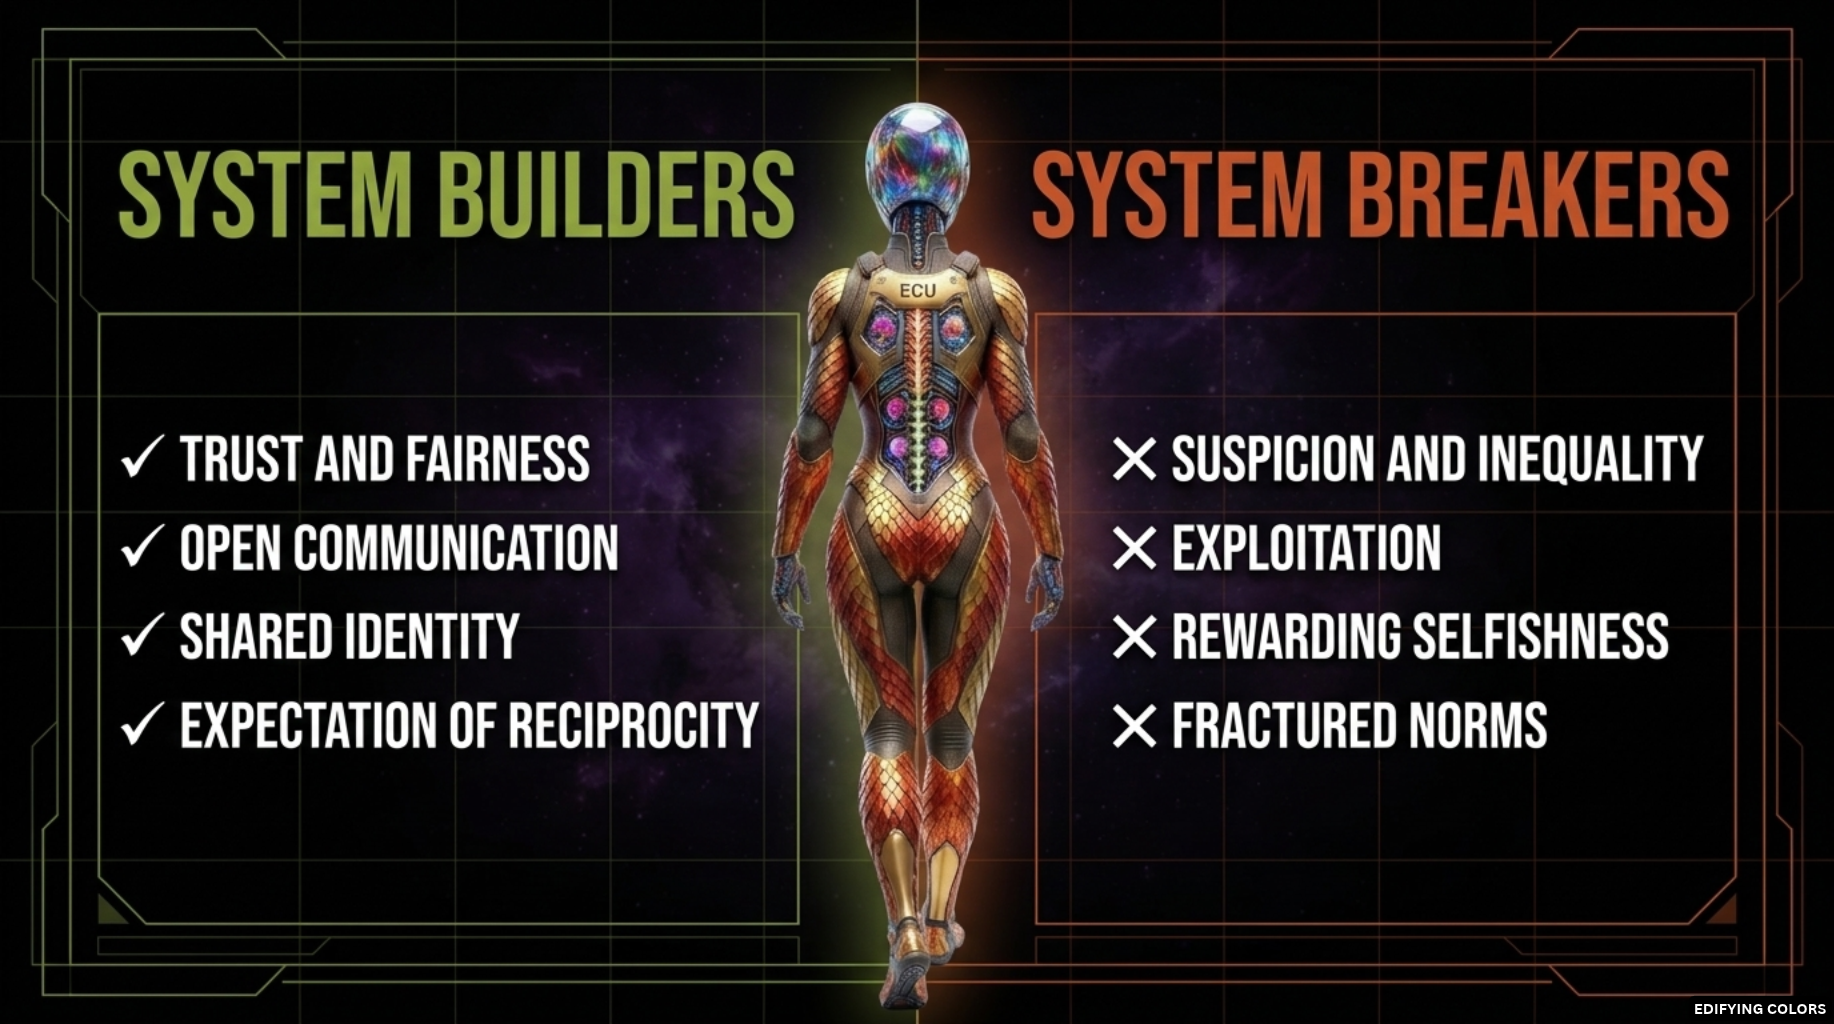 SYSTEM BUILDERS
SYSTEM BREAKERS
ECU
✓ TRUST AND FAIRNESS
✓ OPEN COMMUNICATION
✓ SHARED IDENTITY
✓ EXPECTATION OF RECIPROCITY
✕ SUSPICION AND INEQUALITY
✕ EXPLOITATION
✕ REWARDING SELFISHNESS
✕ FRACTURED NORMS
EDIFYING COLORS